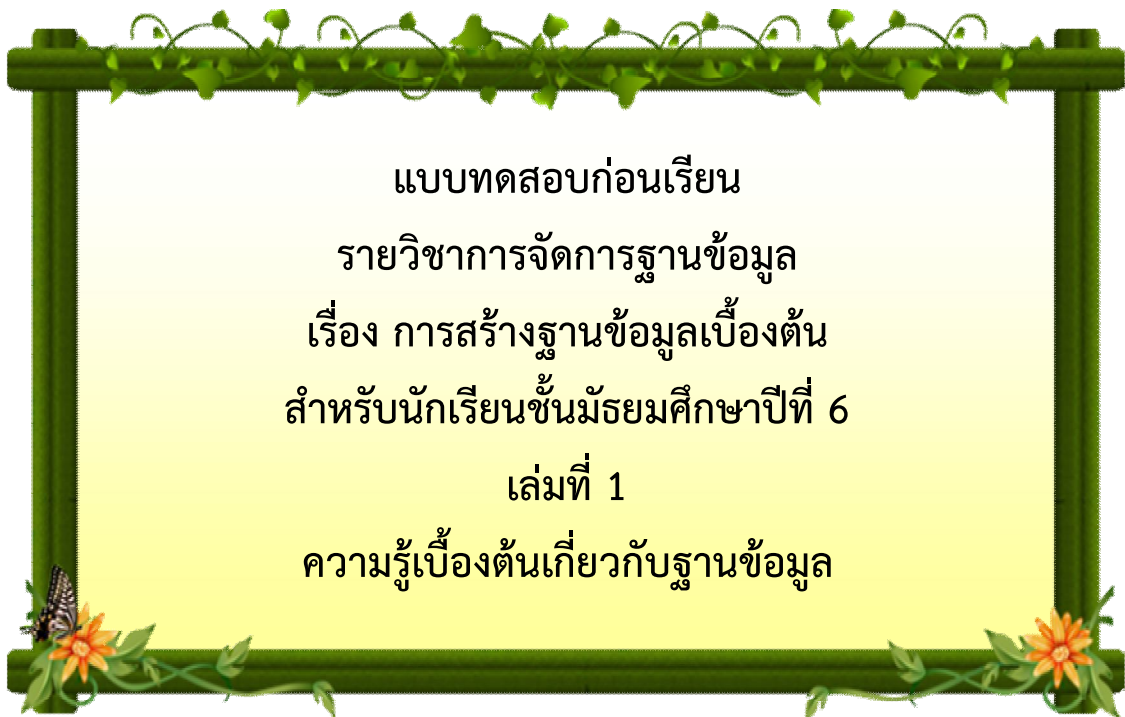 แบบทดสอบก่อนเรียน
รายวิชาการจัดการฐานข้อมูล
เรื่อง การสร้างฐานข้อมูลเบื้องต้น
สำหรับนักเรียนชั้นมัธยมศึกษาปีที่ 6
เล่มที่ 1
ความรู้เบื้องต้นเกี่ยวกับฐานข้อมูล